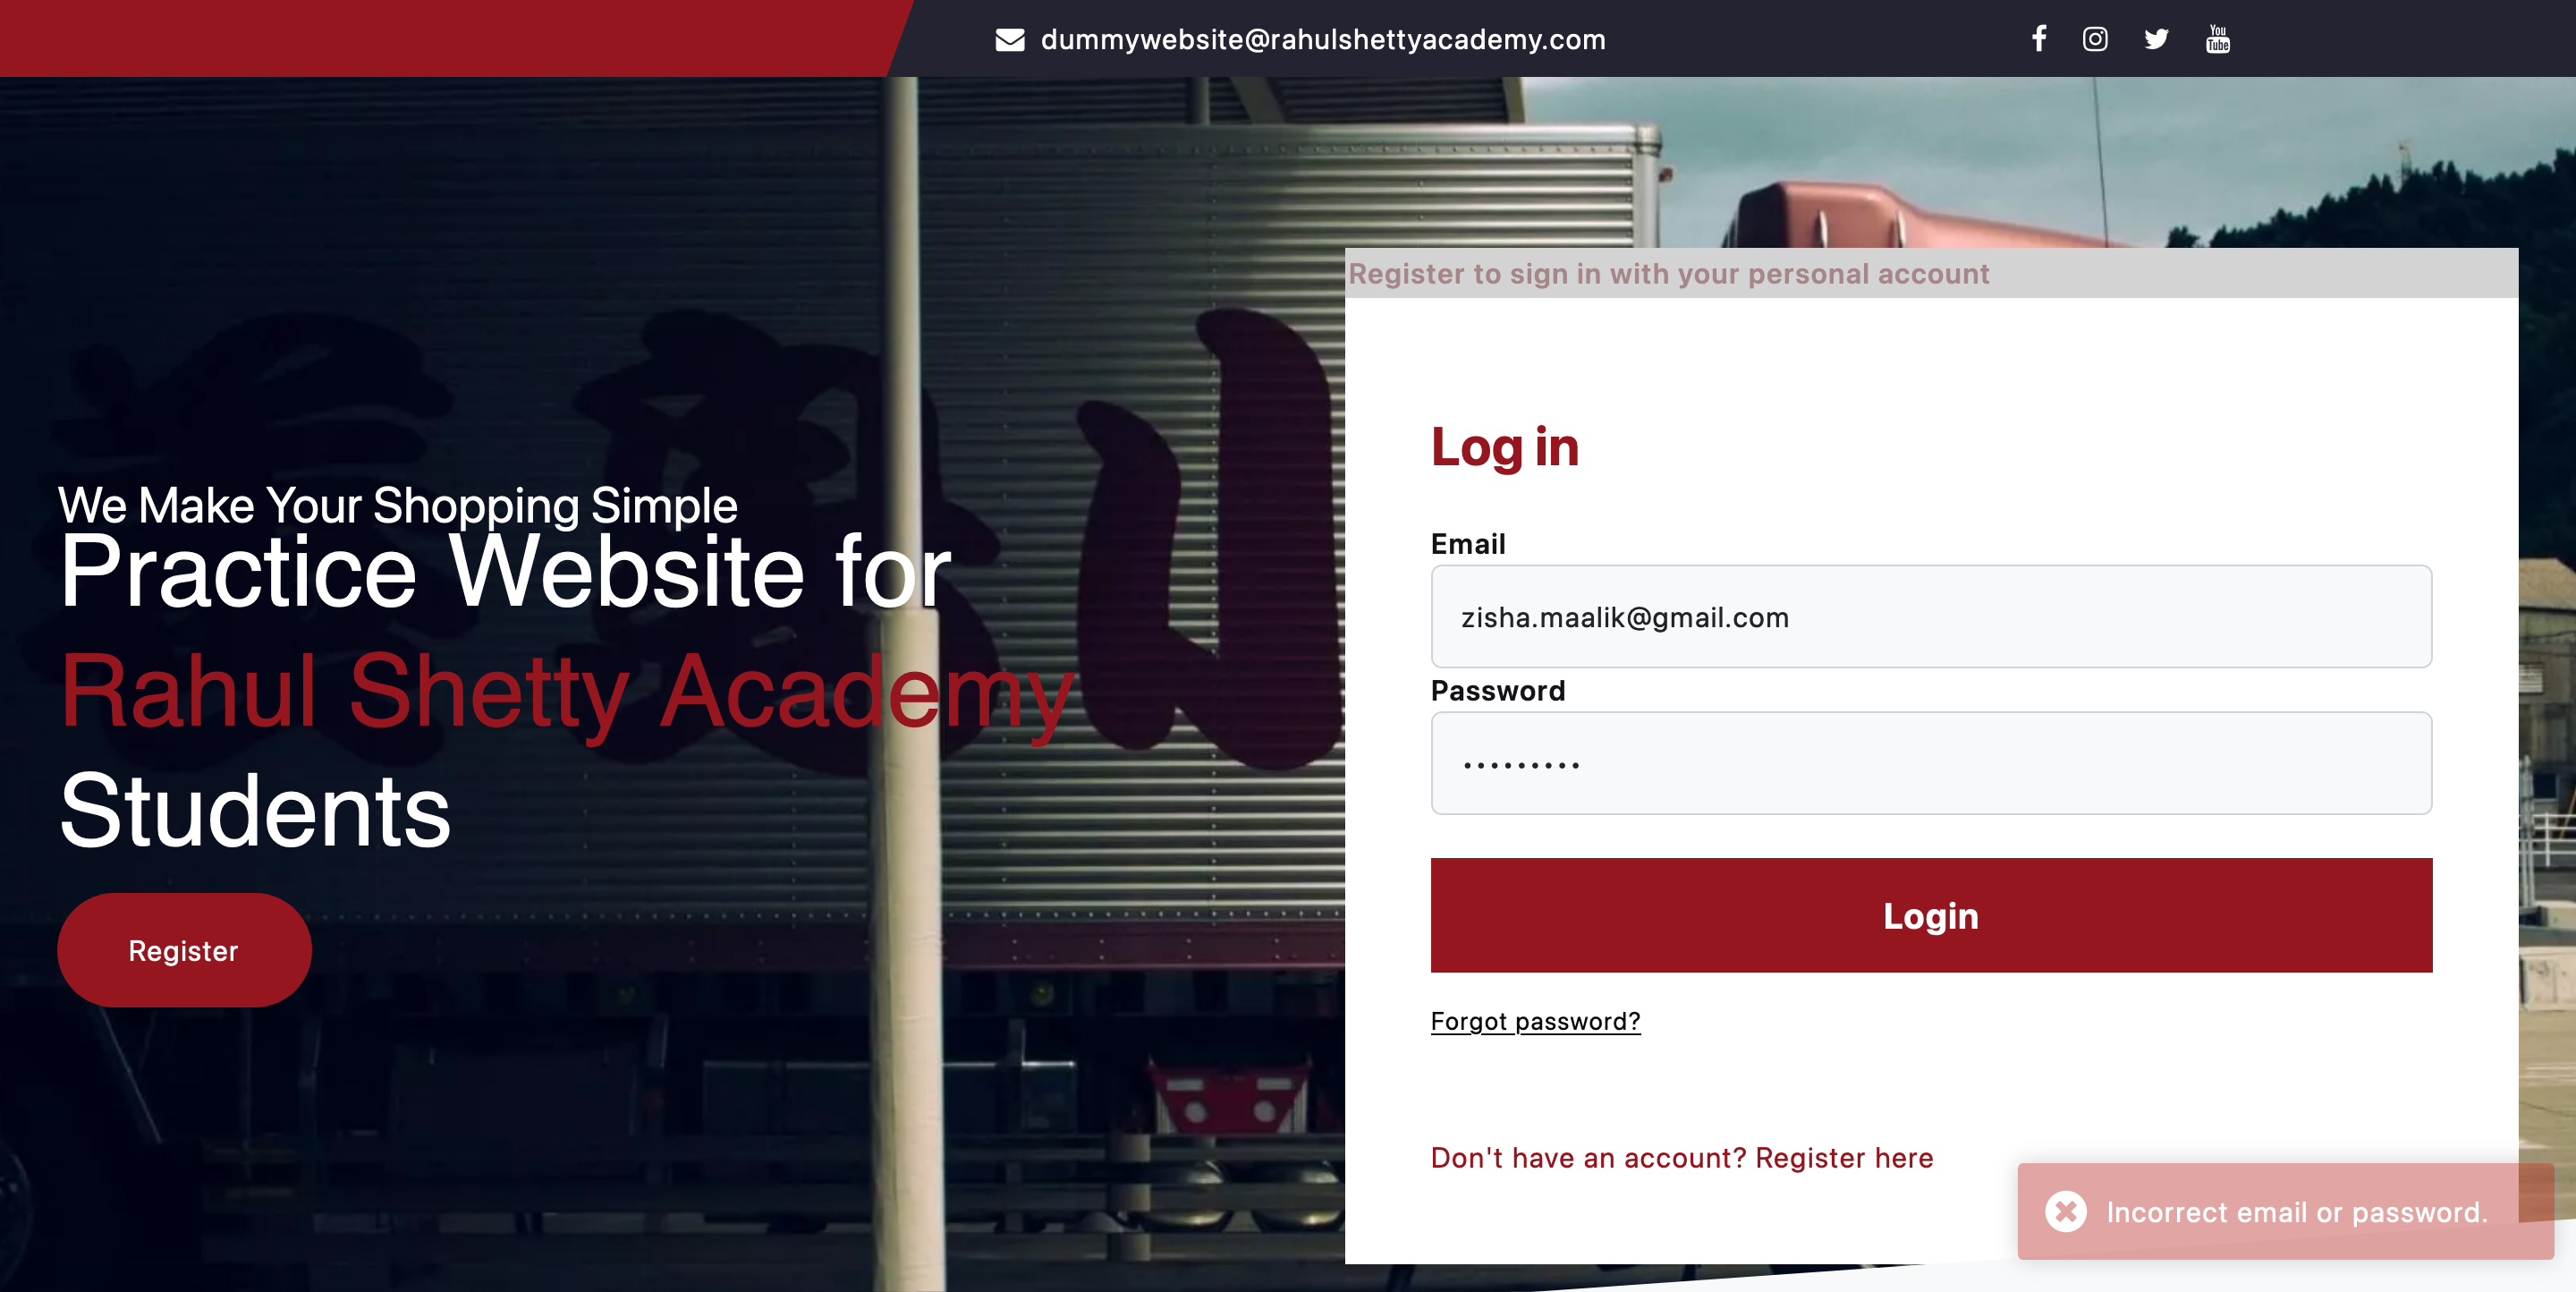 dummywebsite@rahulshettyacademy.com
You
Tube
Register to sign in with your personal account
We Make Your Shopping Simple
Practice Website for
Rahul Shetty Academy
Students
Register
Log in
Email
zisha.maalik@gmail.com
Password
•••••••••
Login
Forgot password?
Don't have an account? Register here
Incorrect email or password.